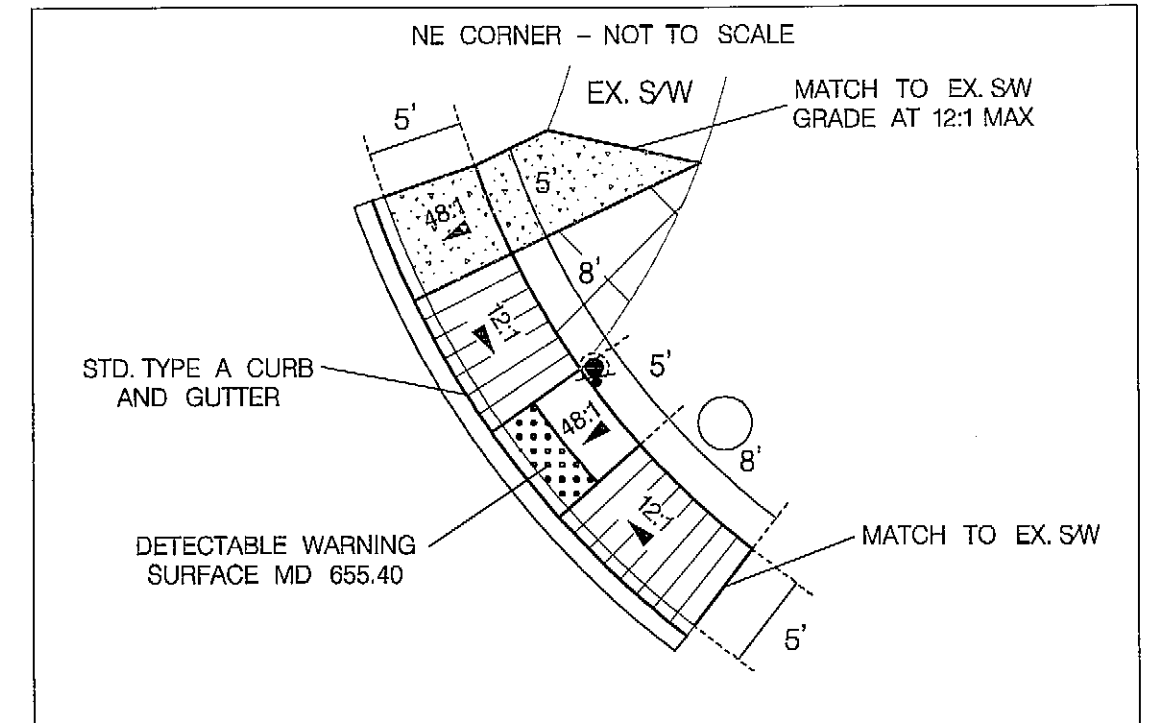 NE CORNER - NOT TO SCALE
EX. S/W
MATCH TO EX. S/W
GRADE AT 12:1 MAX
5'
5'
48:1
8'
12:1
STD. TYPE A CURB
AND GUTTER
5'
48:1
8'
12:1
DETECTABLE WARNING
SURFACE MD 655.40
MATCH TO EX. S/W
5'